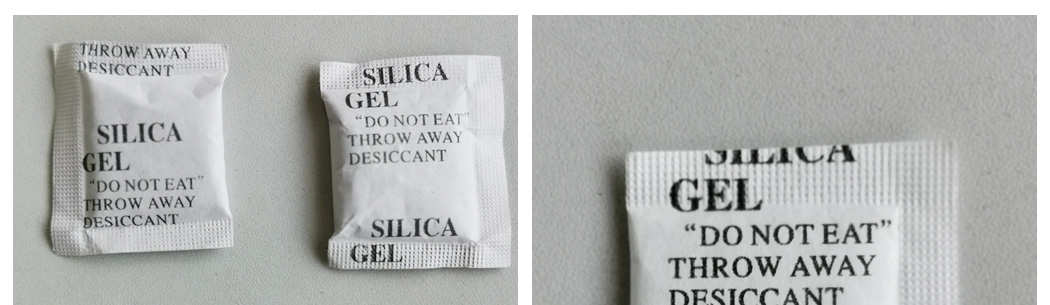 THROW AWAY
DESICCANT
SILICA
GEL
“DO NOT EAT”
THROW AWAY
DESICCANT
SILICA
GEL
“DO NOT EAT”
THROW AWAY
DESICCANT
SILICA
GEL
SILICA
GEL
“DO NOT EAT”
THROW AWAY
DESICCANT